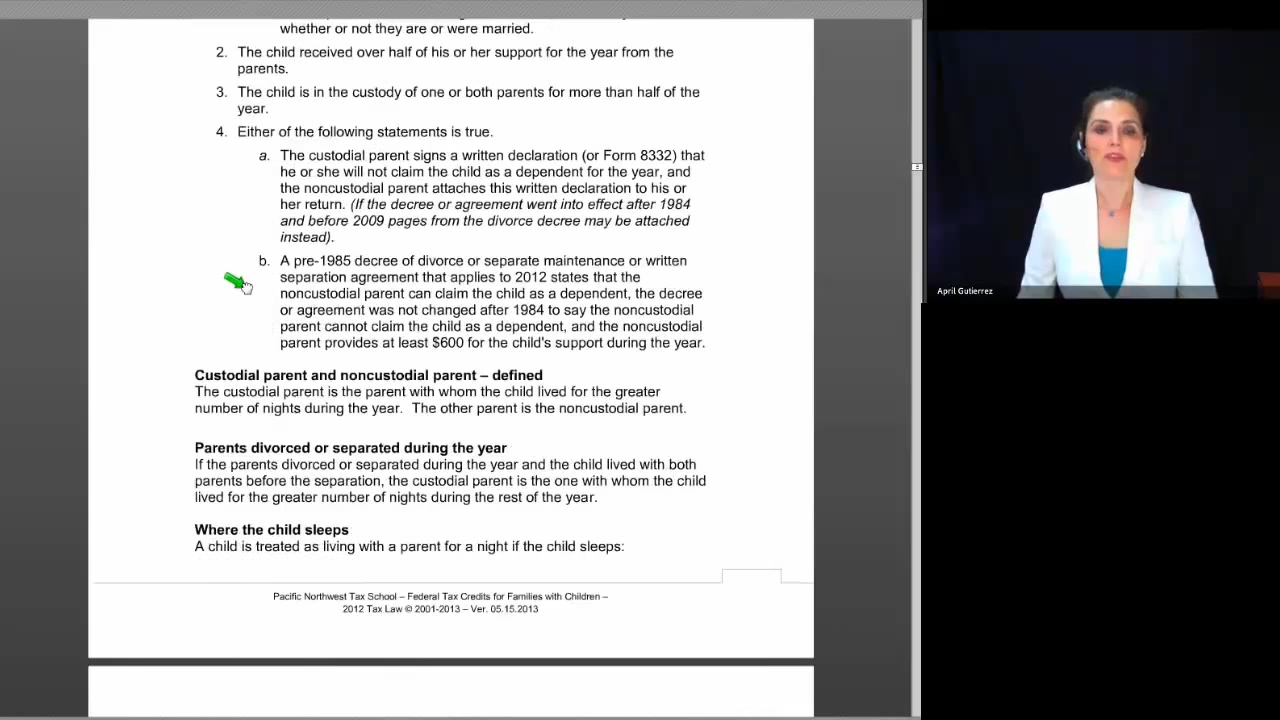 whether or not they are or were married.
2. The child received over half of his or her support for the year from the
parents.
3. The child is in the custody of one or both parents for more than half of the
year.
4. Either of the following statements is true.
a. The custodial parent signs a written declaration (or Form 8332) that
he or she will not claim the child as a dependent for the year, and
the noncustodial parent attaches this written declaration to his or
her return. (If the decree or agreement went into effect after 1984
and before 2009 pages from the divorce decree may be attached
instead).
b. A pre-1985 decree of divorce or separate maintenance or written
separation agreement that applies to 2012 states that the
noncustodial parent can claim the child as a dependent, the decree
or agreement was not changed after 1984 to say the noncustodial
parent cannot claim the child as a dependent, and the noncustodial
parent provides at least $600 for the child's support during the year.
Custodial parent and noncustodial parent – defined
The custodial parent is the parent with whom the child lived for the greater
number of nights during the year. The other parent is the noncustodial parent.
Parents divorced or separated during the year
If the parents divorced or separated during the year and the child lived with both
parents before the separation, the custodial parent is the one with whom the child
lived for the greater number of nights during the rest of the year.
Where the child sleeps
A child is treated as living with a parent for a night if the child sleeps:
Pacific Northwest Tax School – Federal Tax Credits for Families with Children –
2012 Tax Law © 2001-2013 – Ver. 05.15.2013
April Gutierrez